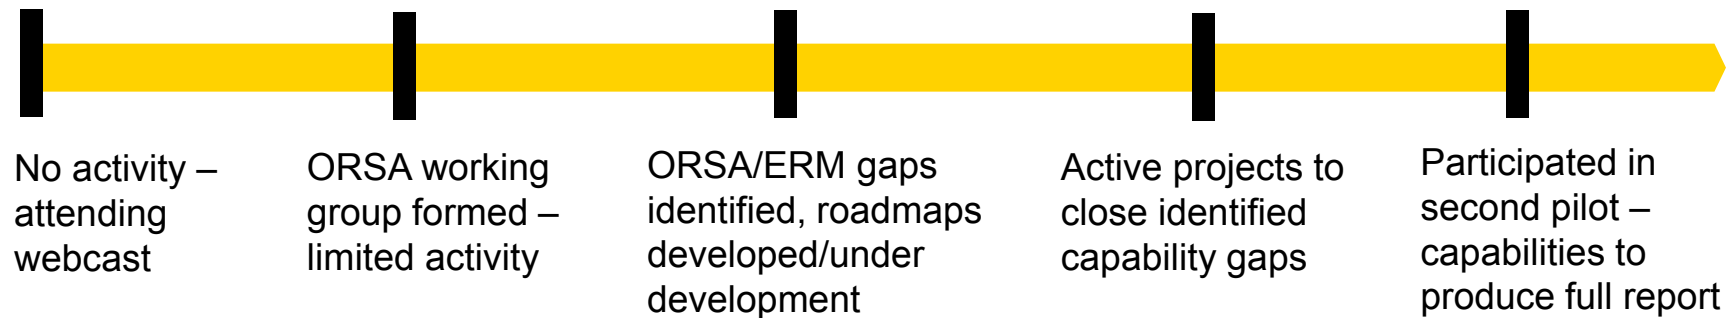 No activity –
attending
webcast
ORSA working
group formed –
limited activity
ORSA/ERM gaps
identified, roadmaps
developed/under
development
Active projects to
close identified
capability gaps
Participated in
second pilot –
capabilities to
produce full report